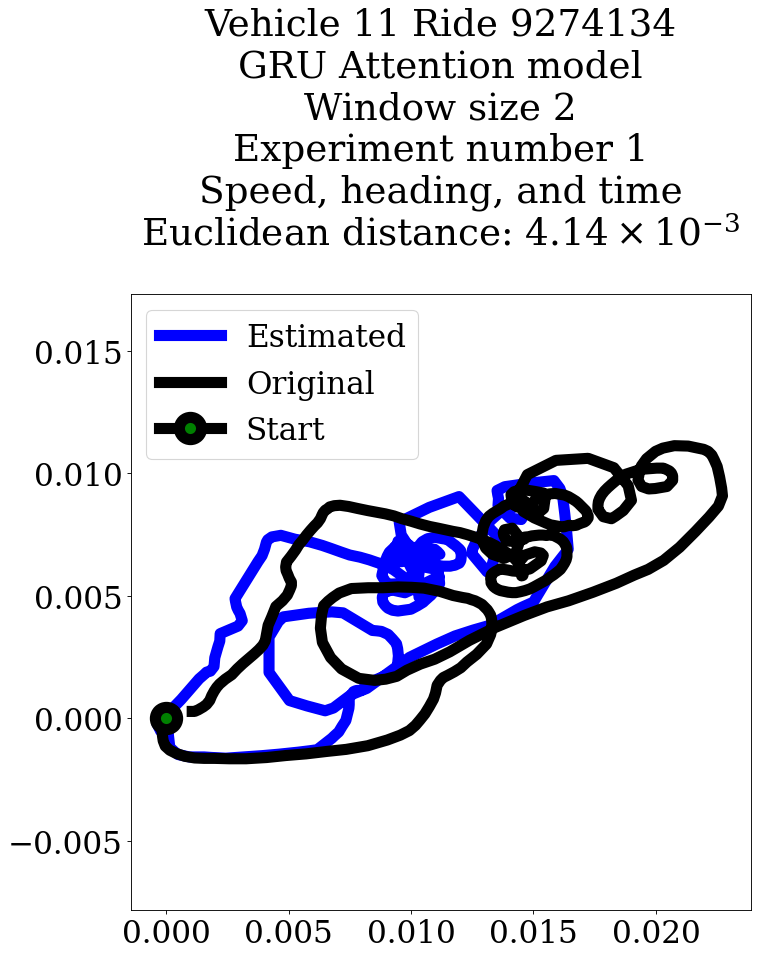 Vehicle 11 Ride 9274134
GRU Attention model
Window size 2
Experiment number 1
Speed, heading, and time
Euclidean distance: 4.14 × 10⁻³
Estimated
Original
Start
0.015
0.010
0.005
0.000
−0.005
0.000 0.005 0.010 0.015 0.020